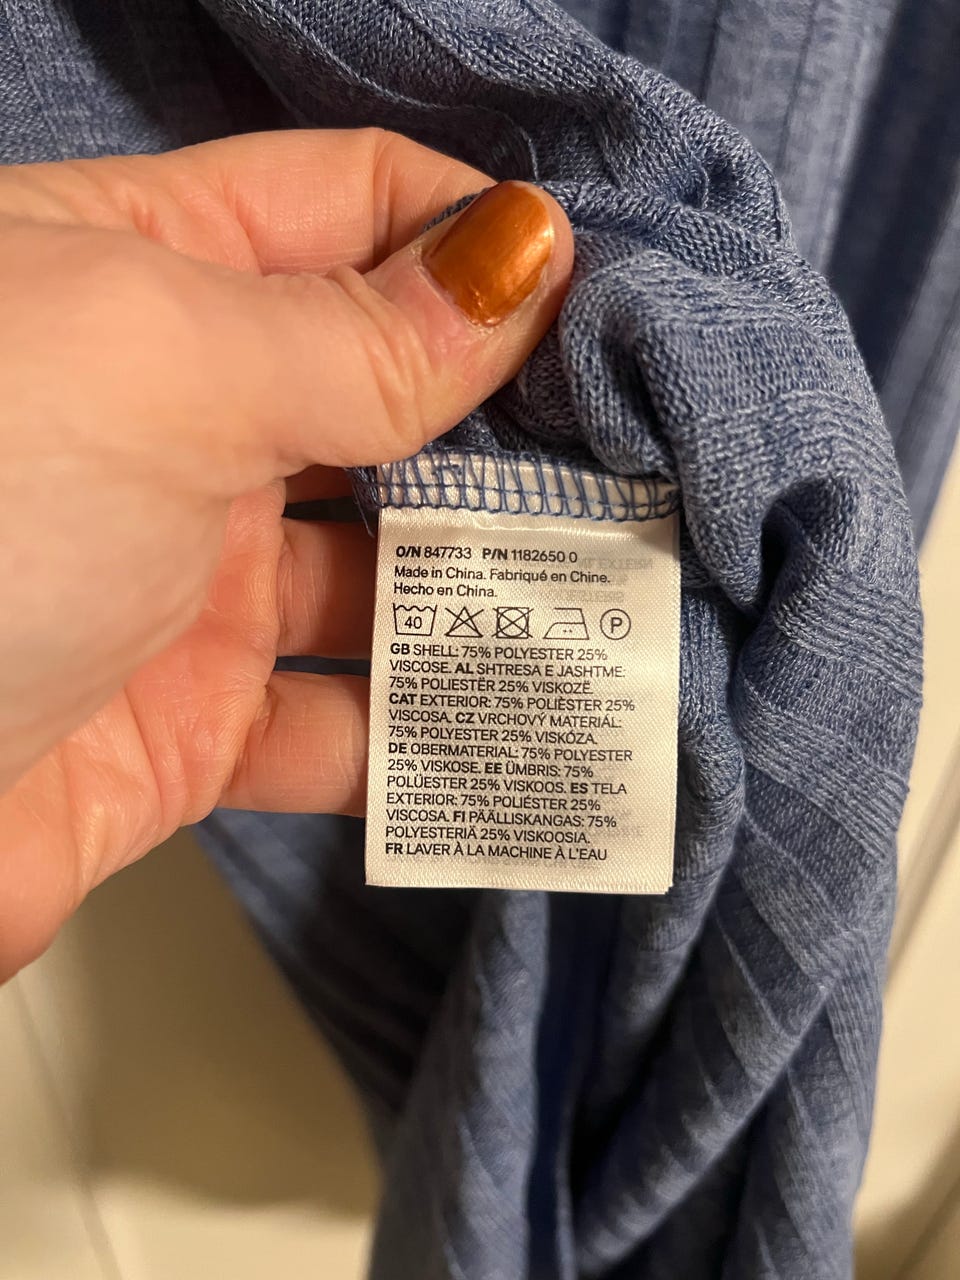 O/N 847733 P/N 1182650 0
Made in China. Fabriqué en Chine.
Hecho en China.
40 P
GB SHELL: 75% POLYESTER 25%
VISCOSE. AL SHTRESA E JASHTME:
75% POLIESTËR 25% VISKOZË.
CAT EXTERIOR: 75% POLIÈSTER 25%
VISCOSA. CZ VRCHOVÝ MATERIÁL:
75% POLYESTER 25% VISKÓZA.
DE OBERMATERIAL: 75% POLYESTER
25% VISKOSE. EE ÜMBRIS: 75%
POLÜESTER 25% VISKOOS. ES TELA
EXTERIOR: 75% POLIÉSTER 25%
VISCOSA. FI PÄÄLLISKANGAS: 75%
POLYESTERIÄ 25% VISKOOSIA.
FR LAVER À LA MACHINE À L'EAU